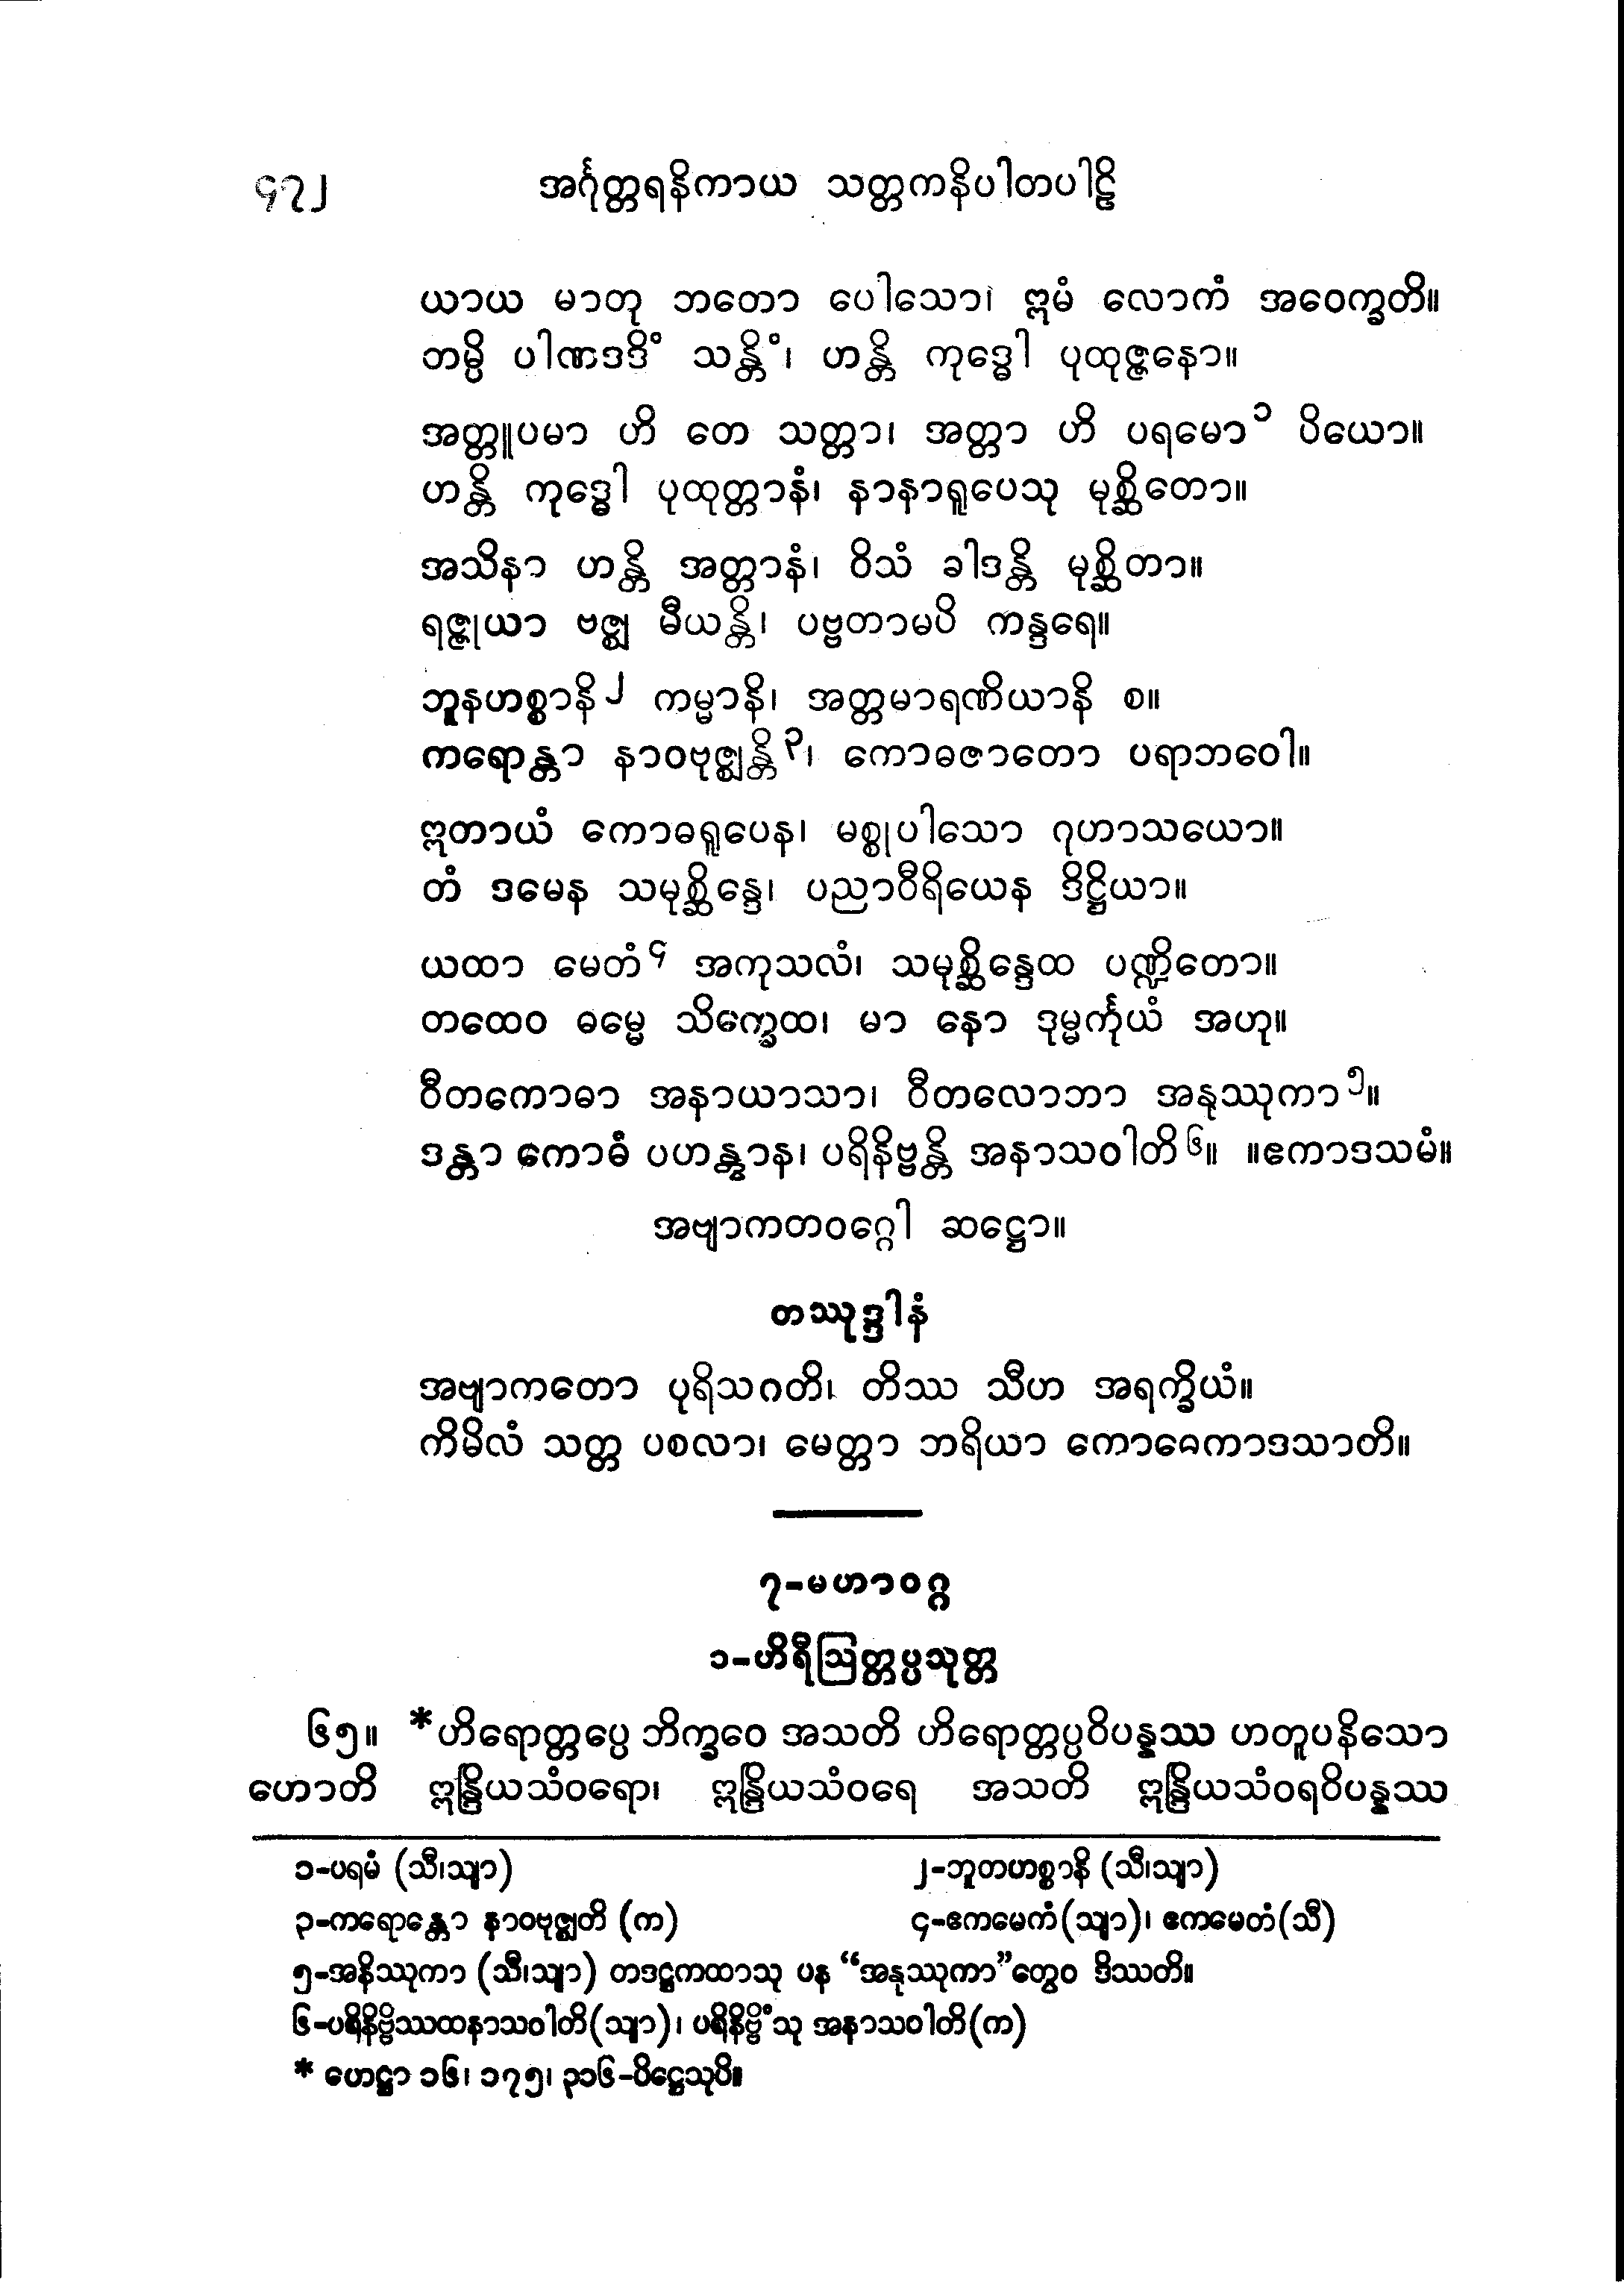 ၄၇၂ အင်္ဂုတ္တရနိကာယ သတ္တကနိပါတပါဠိ
ယာယ မာတု ဘတော ပေါသော၊ ဣမံ လောကံ အဝေက္ခတိ။
တမ္ပိ ပါဏဒဒိံ သန္တိံ၊ ဟန္တိ ကုဒ္ဓေါ ပုထုဇ္ဇနော။
အတ္တူပမာ ဟိ တေ သတ္တာ၊ အတ္တာ ဟိ ပရမော၁ ပိယော။
ဟန္တိ ကုဒ္ဓေါ ပုထုတ္တာနံ၊ နာနာရူပေသု မုစ္ဆိတော။
အသိနာ ဟန္တိ အတ္တာနံ၊ ဝိသံ ခါဒန္တိ မုစ္ဆိတာ။
ရဇ္ဇုယာ ဗဇ္ဈ မီယန္တိ၊ ပဗ္ဗတာမပိ ကန္ဒရေ။
ဘူနဟစ္စာနိ၂ ကမ္မာနိ၊ အတ္တမာရဏိယာနိ စ။
ကရောန္တာ နာဝဗုဇ္ဈန္တိ၃၊ ကောဓဇာတော ပရာဘဝေါ။
ဣတာယံ ကောဓရူပေန၊ မစ္စုပါသော ဂုဟာသယော။
တံ ဒမေန သမုစ္ဆိန္ဒေ၊ ပညာဝီရိယေန ဒိဋ္ဌိယာ။
ယထာ မေတံ၄ အကုသလံ၊ သမုစ္ဆိန္ဒေထ ပဏ္ဍိတော။
တထေဝ ဓမ္မေ သိက္ခေထ၊ မာ နော ဒုမ္မင်္ကုယံ အဟု။
ဝီတကောဓာ အနာယာသာ၊ ဝီတလောဘာ အနုဿုကာ၅။
ဒန္တာ ကောဓံ ပဟန္တွာန၊ ပရိနိဗ္ဗန္တိ အနာသဝါတိ၆။ ။ဧကာဒသမံ။
အဗျာကတဝဂ္ဂေါ ဆဋ္ဌော။
တဿုဒ္ဒါနံ
အဗျာကတော ပုရိသဂတိ၊ တိဿ သီဟ အရက္ခိယံ။
ကိမိလံ သတ္တ ပစလာ၊ မေတ္တာ ဘရိယာ ကောဓေကာဒသာတိ။
၇-မဟာဝဂ္ဂ
၁-ဟိရီဩတ္တပ္ပသုတ္တ
၆၅။ *ဟိရောတ္တပ္ပေ ဘိက္ခဝေ အသတိ ဟိရောတ္တပ္ပဝိပန္နဿ ဟတူပနိသော
ဟောတိ ဣန္ဒြိယသံဝရော၊ ဣန္ဒြိယသံဝရေ အသတိ ဣန္ဒြိယသံဝရဝိပန္နဿ
၁-ပရမံ (သီ၊သျာ) ၂-ဘူတဟစ္စာနိ (သီ၊သျာ)
၃-ကရောန္တော နာဝဗုဇ္ဈတိ (က) ၄-ဧကမေကံ(သျာ)၊ ဧကမေတံ(သီ)
၅-အနိဿုကာ (သီ၊သျာ) တဒဋ္ဌကထာသု ပန “အနုဿုကာ”တွေဝ ဒိဿတိ။
၆-ပရိနိဗ္ဗိဿထနာသဝါတိ(သျာ)၊ ပရိနိဗ္ဗိံသု အနာသဝါတိ(က)
* ဟေဋ္ဌာ ၁၆၊ ၁၇၅၊ ၃၁၆-ပိဋ္ဌေသုပိ။